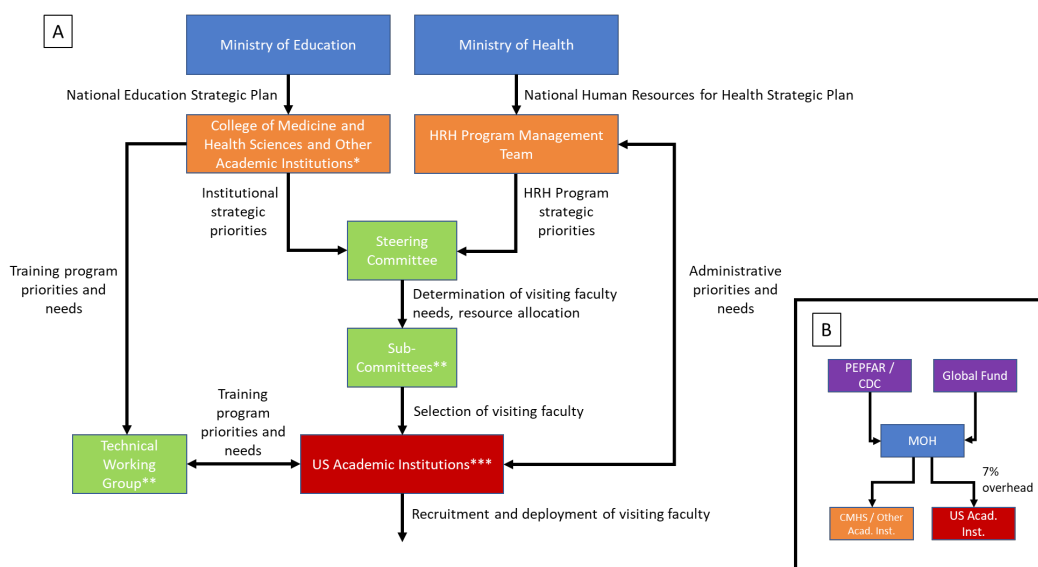 A
Ministry of Education
Ministry of Health
National Education Strategic Plan
National Human Resources for Health Strategic Plan
College of Medicine and
Health Sciences and Other
Academic Institutions*
HRH Program Management
Team
Institutional
strategic
priorities
HRH Program
strategic
priorities
Steering
Committee
Training program
priorities and
needs
Administrative
priorities and
needs
Determination of visiting faculty
needs, resource allocation
Sub-
Committees**
Training
program
priorities and
needs
Selection of visiting faculty
Technical
Working
Group**
US Academic Institutions***
Recruitment and deployment of visiting faculty
B
PEPFAR /
CDC
Global Fund
MOH
7%
overhead
CMHS / Other
Acad. Inst.
US Acad.
Inst.